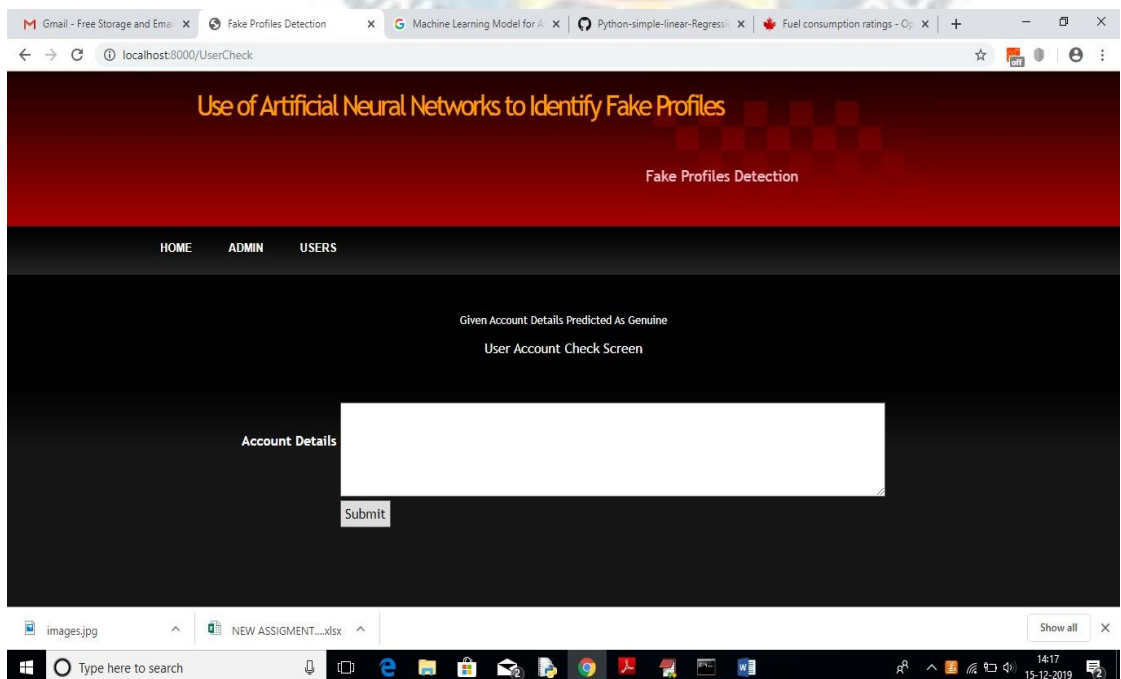 Gmail - Free Storage and Emai
Fake Profiles Detection
Machine Learning Model for A
Python-simple-linear-Regressi
Fuel consumption ratings - Op
localhost:8000/UserCheck
off
Use of Artificial Neural Networks to Identify Fake Profiles
Fake Profiles Detection
HOME ADMIN USERS
Given Account Details Predicted As Genuine
User Account Check Screen
Account Details
Submit
images.jpg
NEW ASSIGMENT....xlsx
Show all
Type here to search
14:17
15-12-2019